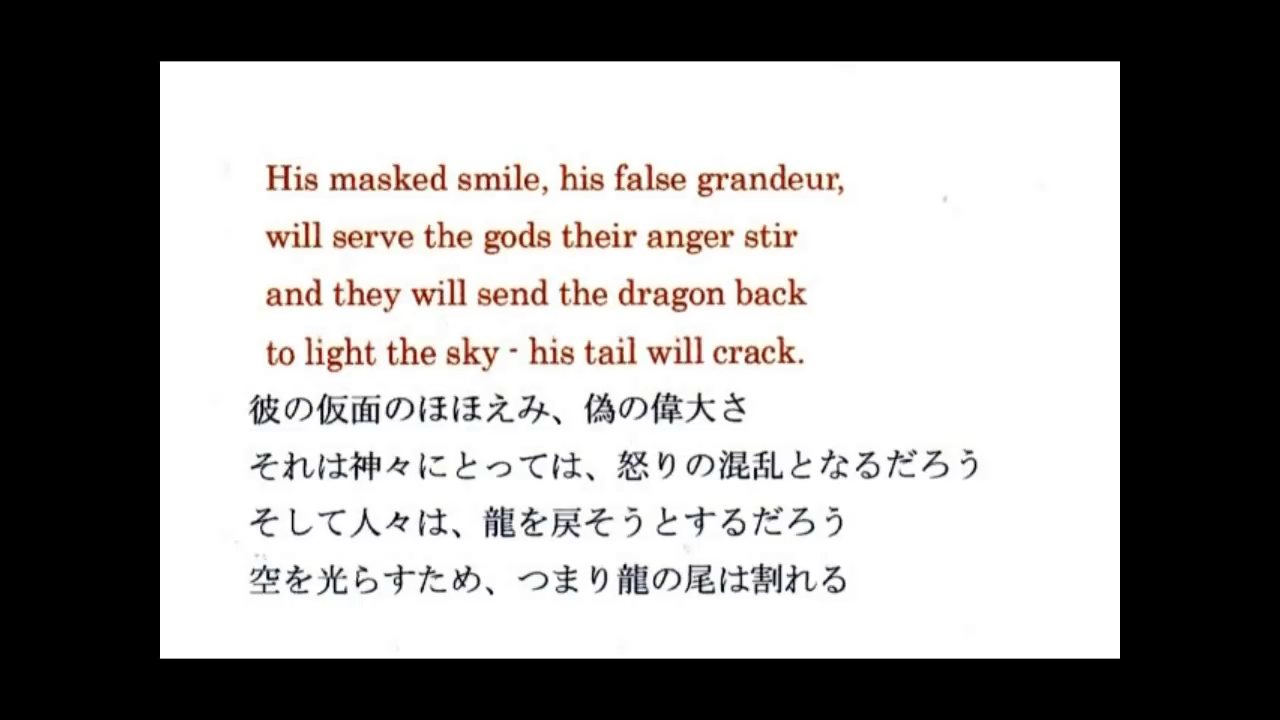 His masked smile, his false grandeur,
will serve the gods their anger stir
and they will send the dragon back
to light the sky - his tail will crack.
彼の仮面のほほえみ、偽の偉大さ
それは神々にとっては、怒りの混乱となるだろう
そして人々は、龍を戻そうとするだろう
空を光らすため、つまり龍の尾は割れる